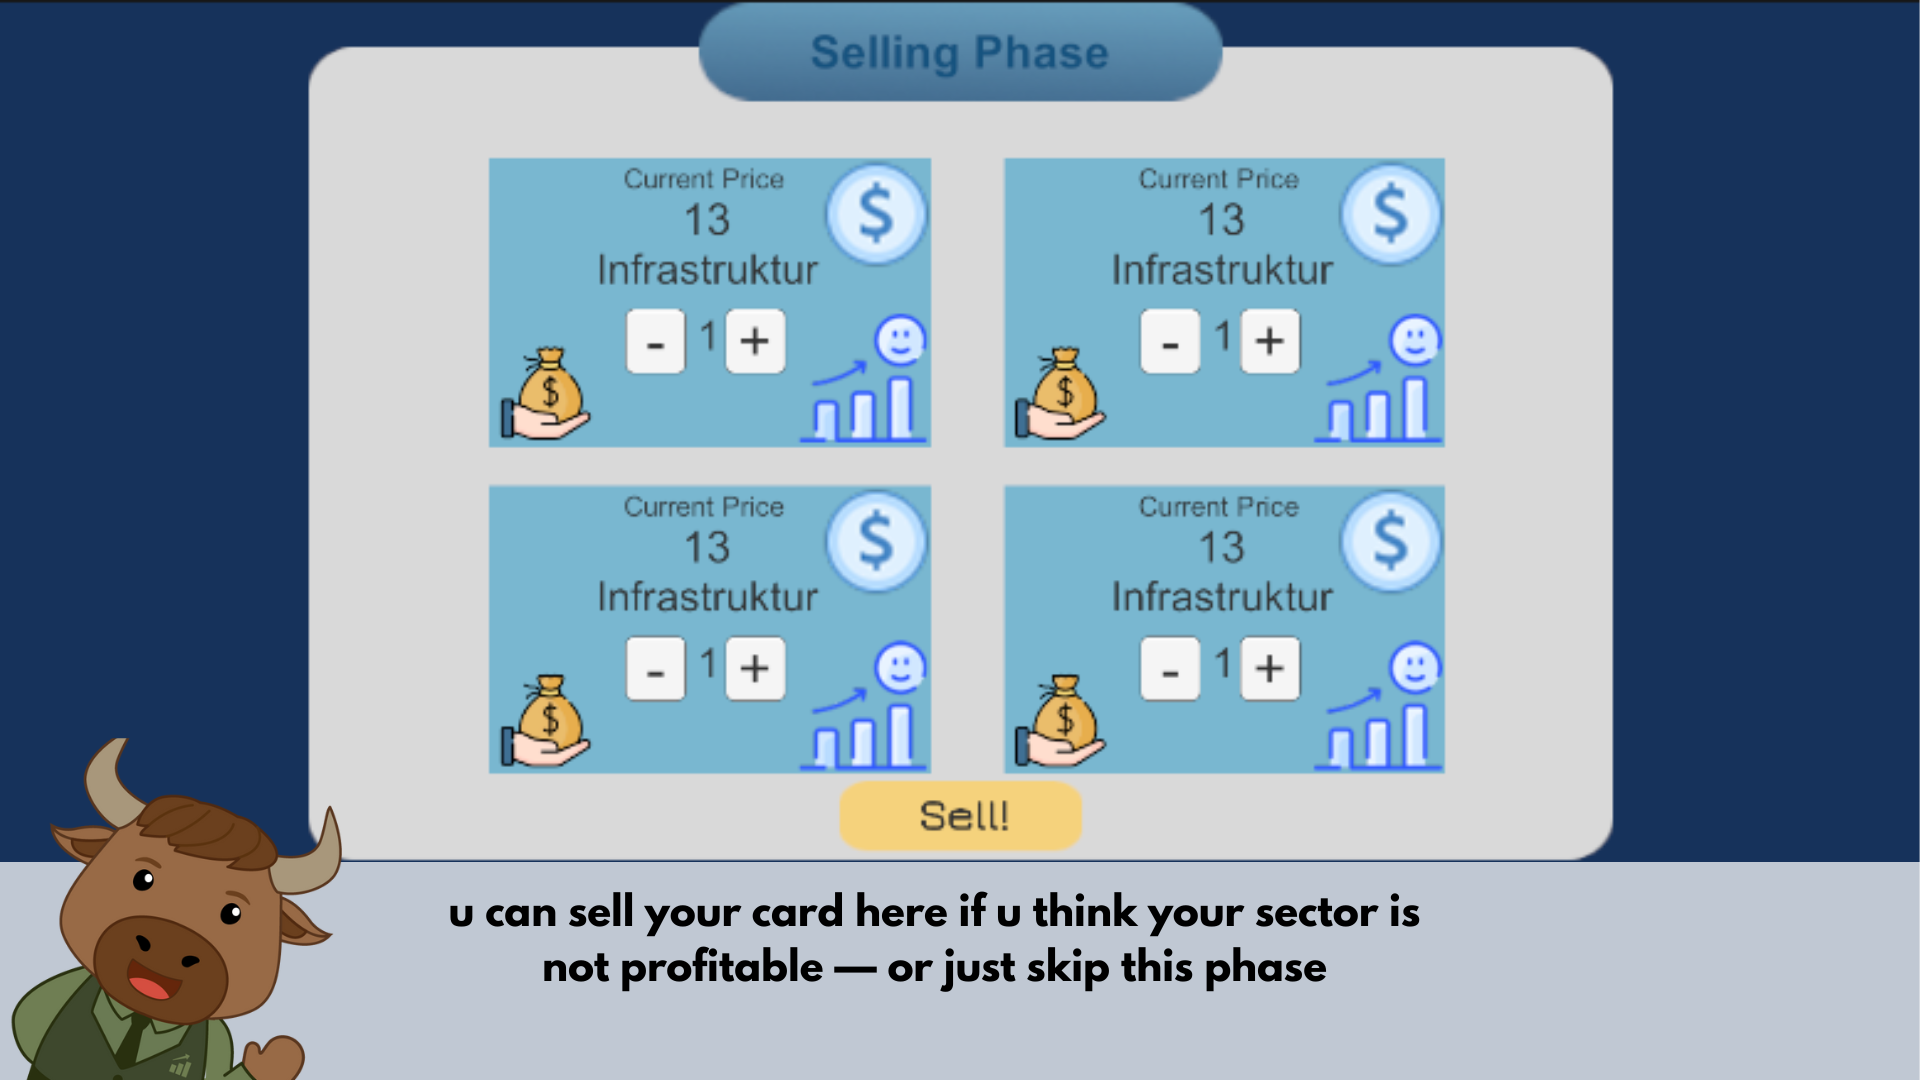 Selling Phase
Current Price
13
Infrastruktur
- 1 +
Current Price
13
Infrastruktur
- 1 +
Current Price
13
Infrastruktur
- 1 +
Current Price
13
Infrastruktur
- 1 +
Sell!
u can sell your card here if u think your sector is
not profitable — or just skip this phase